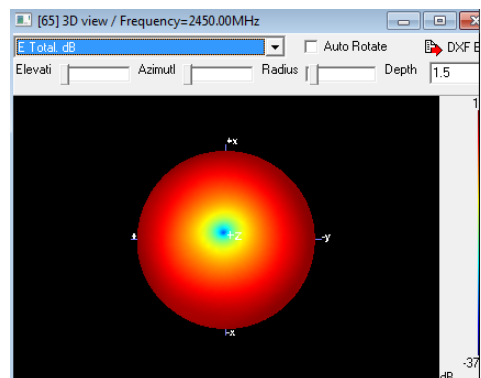 [65] 3D view / Frequency=2450.00MHz
E Total. dB
Auto Rotate
DXF E
Elevati
Azimutl
Radius
Depth
1.5
1
+x
+Z
-y
-x
-37
dB